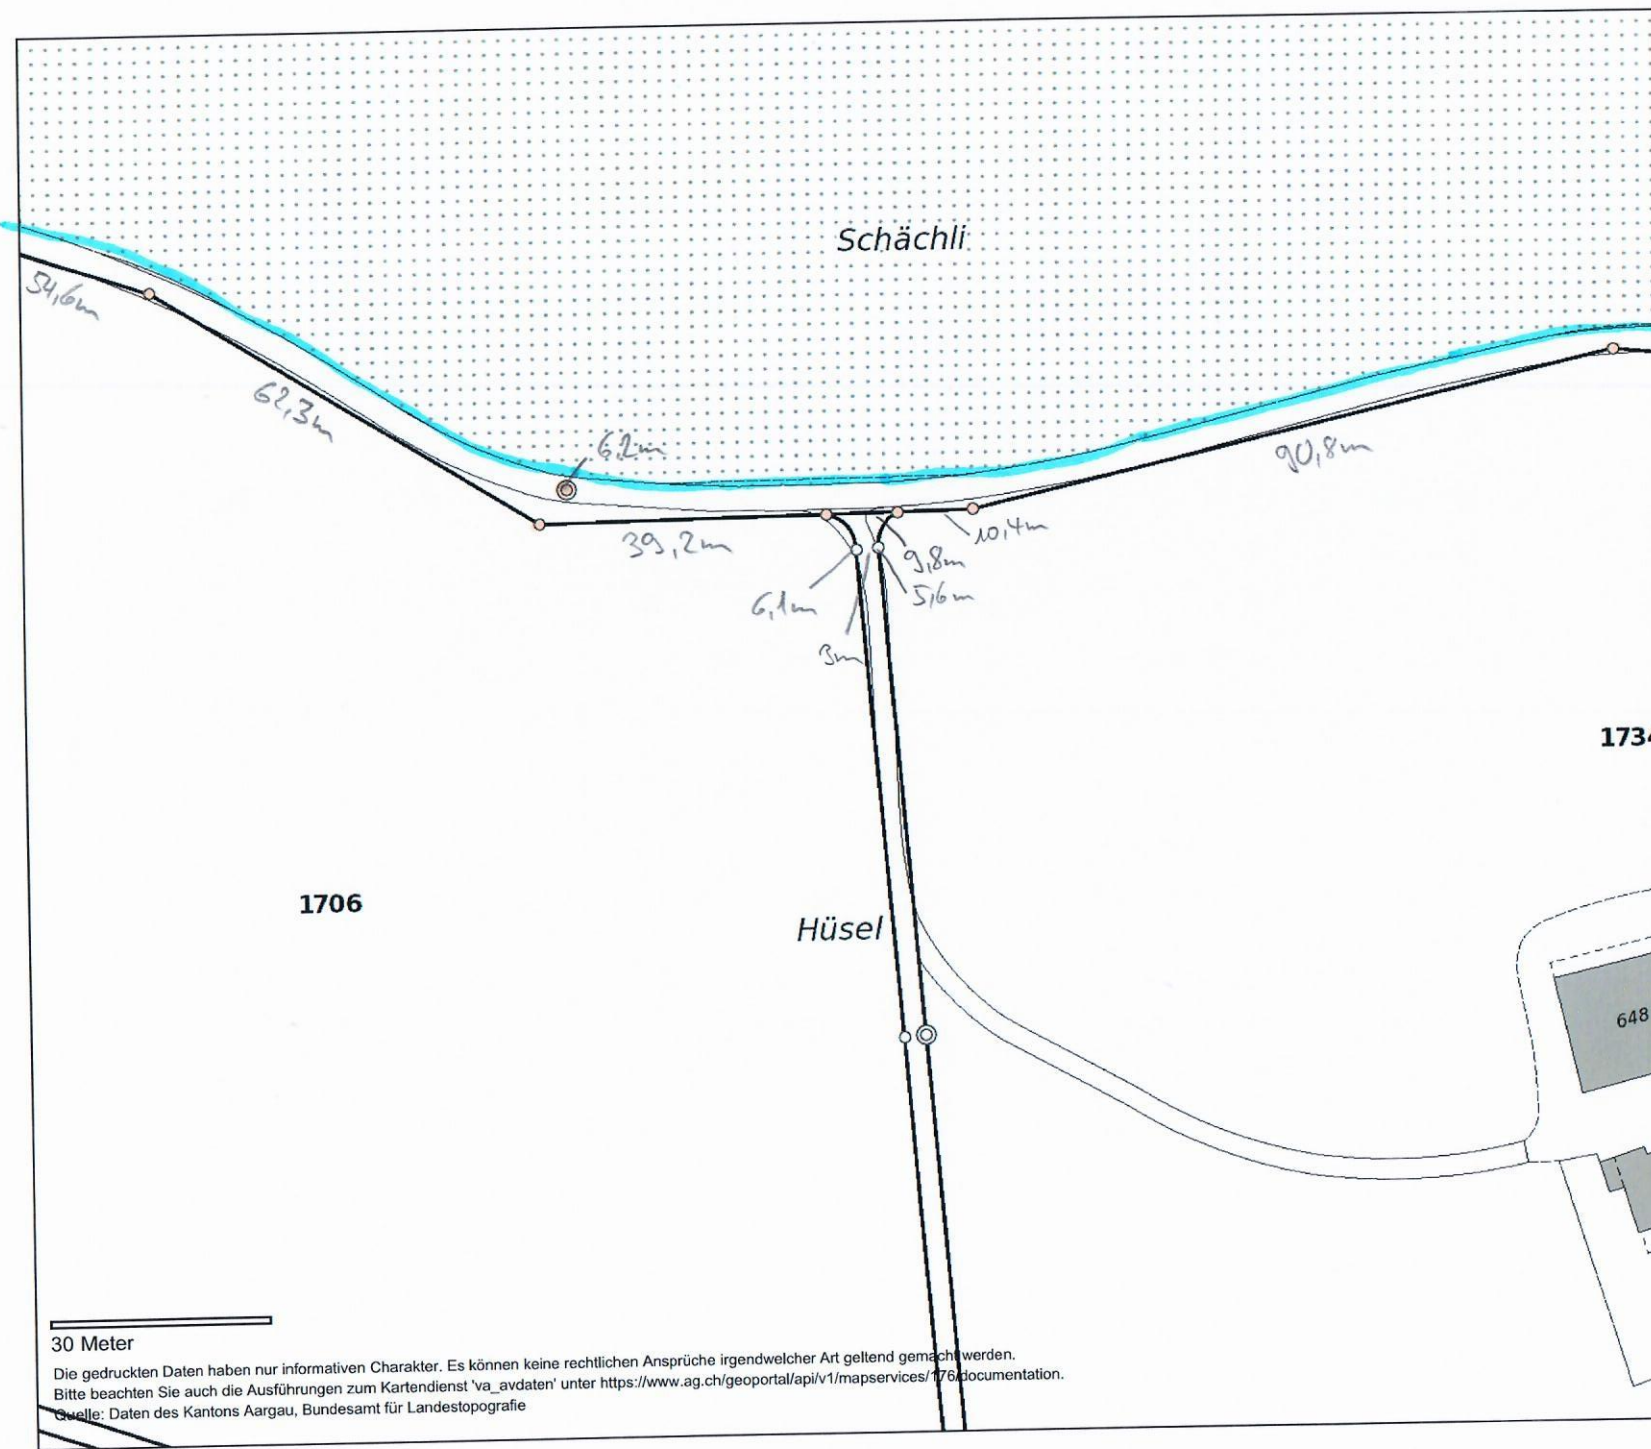 Schächli
54,6m
62,3m
6,2m
90,8m
39,2m
10,4m
9,8m
6,1m
5,6m
3m
1734
1706
Hüsel
648
30 Meter
Die gedruckten Daten haben nur informativen Charakter. Es können keine rechtlichen Ansprüche irgendwelcher Art geltend gemacht werden.
Bitte beachten Sie auch die Ausführungen zum Kartendienst 'va_avdaten' unter https://www.ag.ch/geoportal/api/v1/mapservices/176/documentation.
Quelle: Daten des Kantons Aargau, Bundesamt für Landestopografie